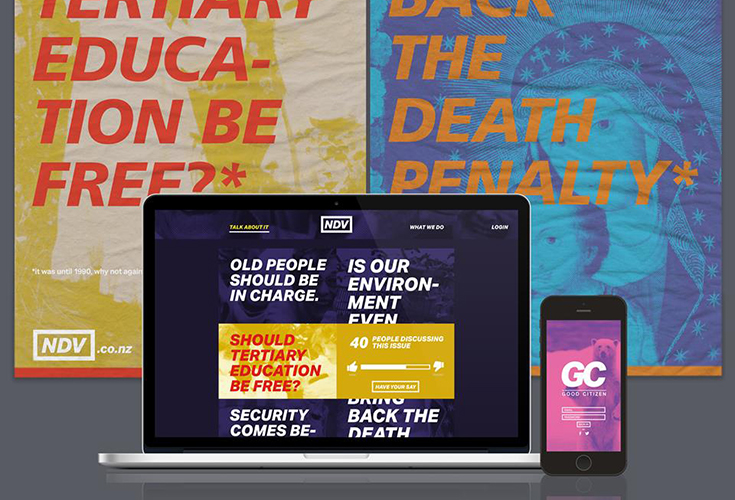 TERTIARY
EDUCA-
TION BE
FREE?*
*it was until 1990, why not again
NDV.co.nz
BACK
THE
DEATH
PENALTY*
TALK ABOUT IT
NDV
WHAT WE DO
LOGIN
OLD PEOPLE
SHOULD BE
IN CHARGE.
IS OUR
ENVIRON-
MENT
EVEN
SHOULD
TERTIARY
EDUCATION
BE FREE?
40 PEOPLE DISCUSSING
THIS ISSUE
HAVE YOUR SAY
SECURITY
COMES BE-
BRING
BACK THE
DEATH
GC
GOOD CITIZEN